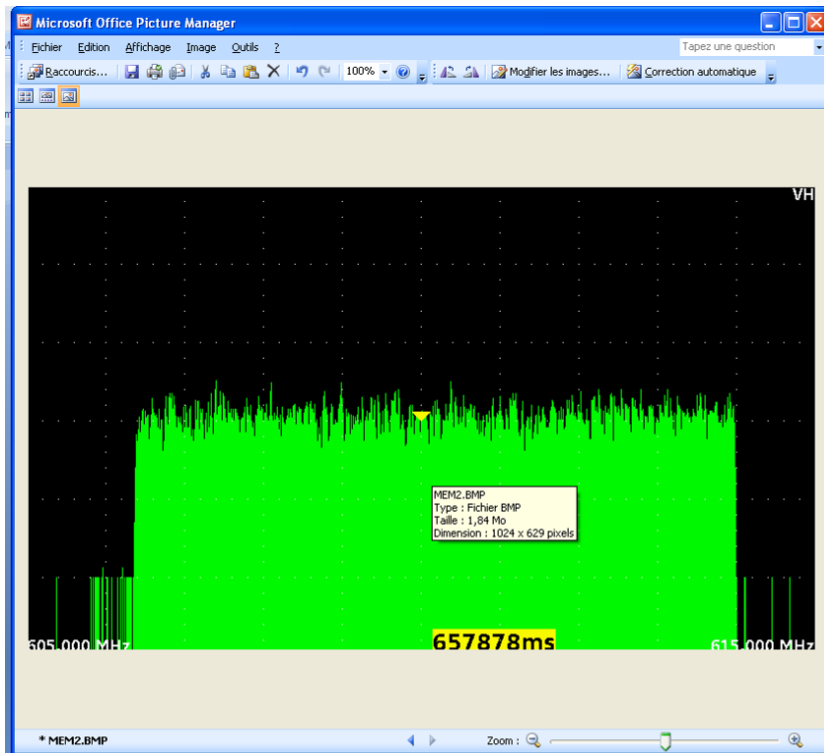 Microsoft Office Picture Manager
Fichier Edition Affichage Image Outils ? Tapez une question
Raccourcis... 100% Modifier les images... Correction automatique
VH
MEM2.BMP
Type : Fichier BMP
Taille : 1,84 Mo
Dimension : 1024 x 629 pixels
605.000 MHz 657878ms 615.000 MHz
* MEM2.BMP Zoom :